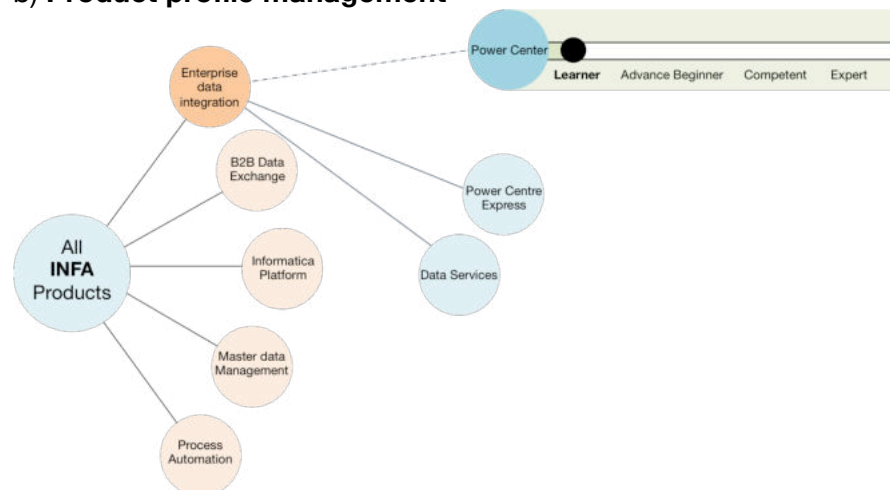 b) Product profile management
Enterprise
data
integration
Power Center
Learner Advance Beginner Competent Expert
B2B Data
Exchange
Power Centre
Express
All
INFA
Products
Informatica
Platform
Data Services
Master data
Management
Process
Automation